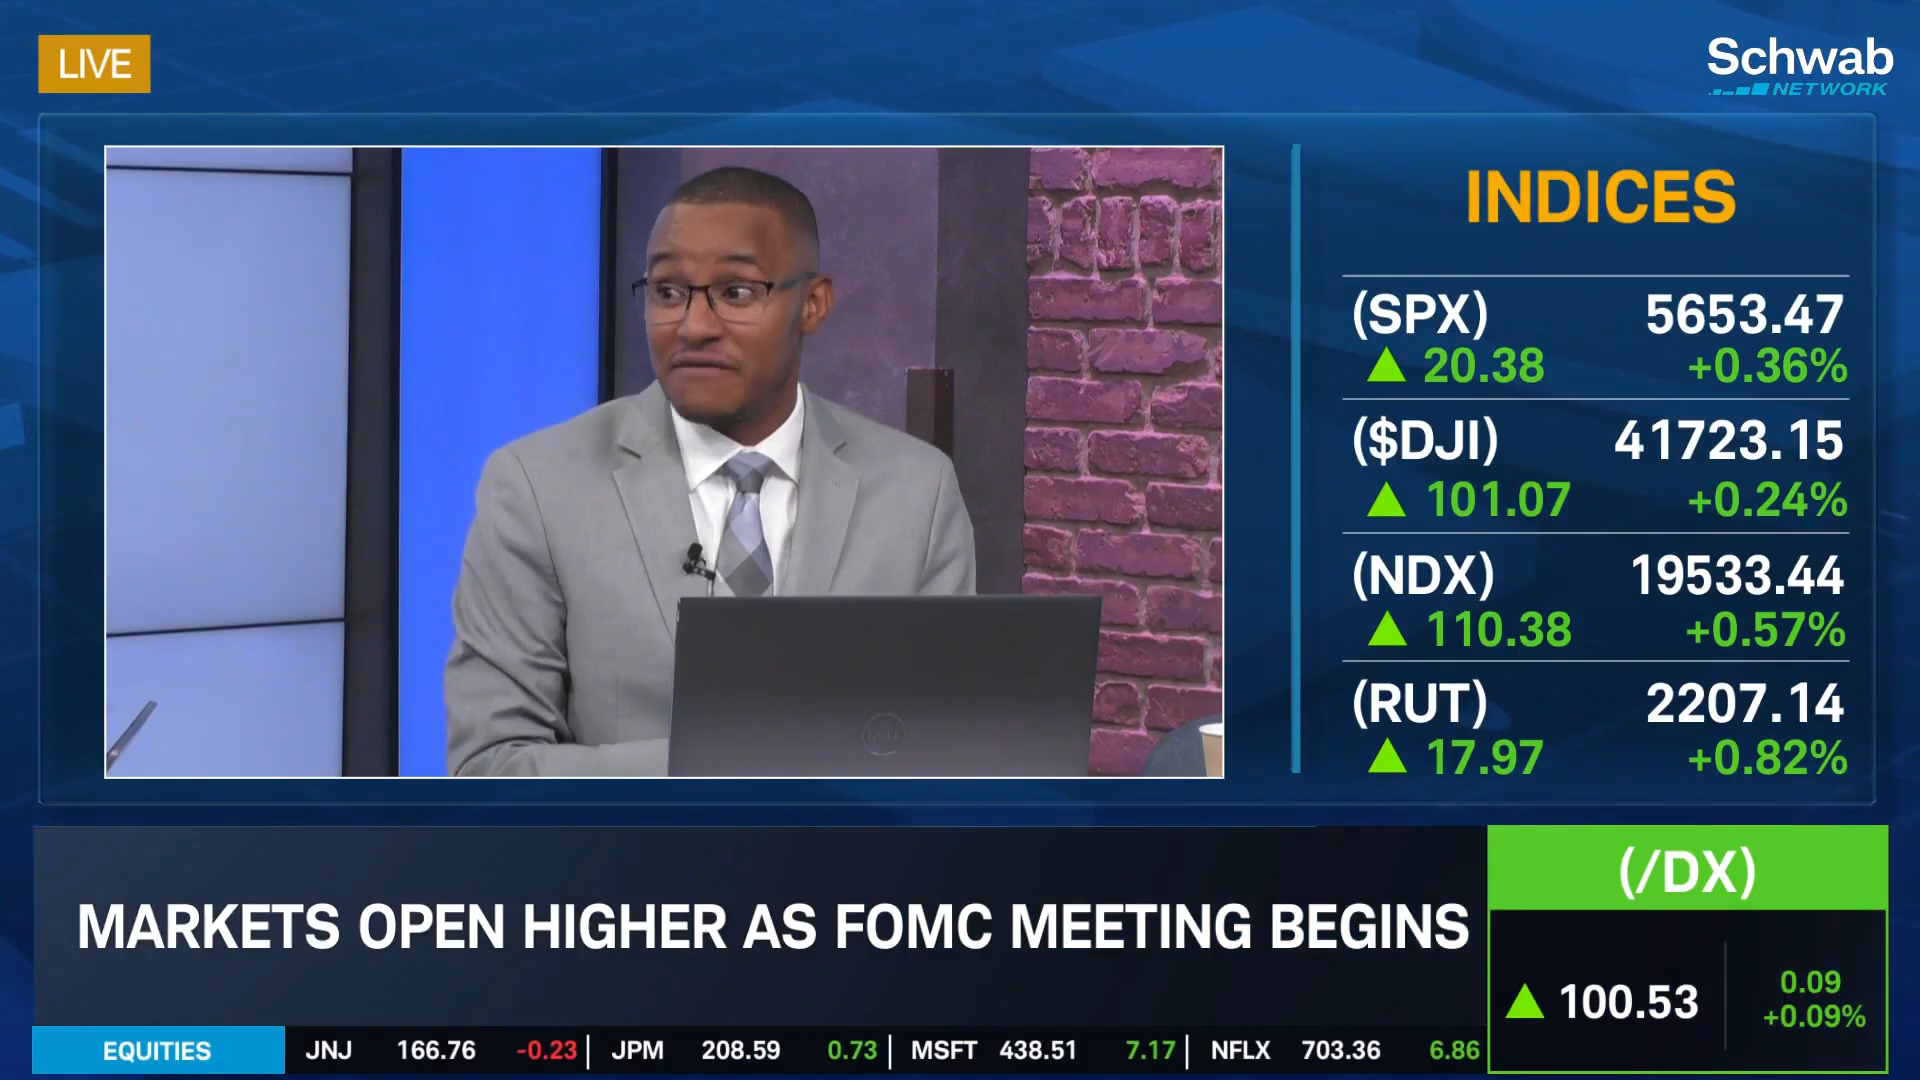 LIVE
Schwab
NETWORK
INDICES
(SPX) 5653.47
▲ 20.38 +0.36%
($DJI) 41723.15
▲ 101.07 +0.24%
(NDX) 19533.44
▲ 110.38 +0.57%
(RUT) 2207.14
▲ 17.97 +0.82%
DELL
MARKETS OPEN HIGHER AS FOMC MEETING BEGINS
(/DX)
▲ 100.53
0.09
+0.09%
EQUITIES JNJ 166.76 -0.23 | JPM 208.59 0.73 | MSFT 438.51 7.17 | NFLX 703.36 6.86